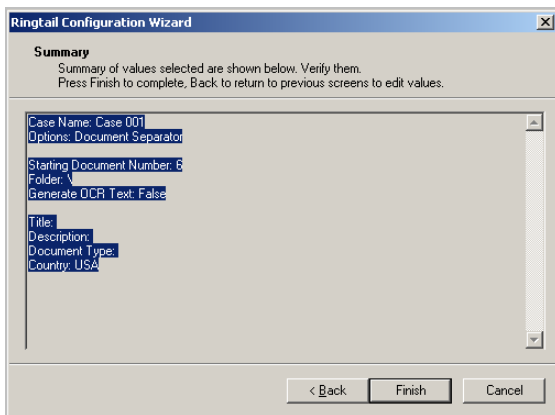 Ringtail Configuration Wizard
Summary
Summary of values selected are shown below. Verify them.
Press Finish to complete, Back to return to previous screens to edit values.
Case Name: Case 001
Options: Document Separator
Starting Document Number: 6
Folder: \
Generate OCR Text: False
Title:
Description:
Document Type:
Country: USA
< Back
Finish
Cancel